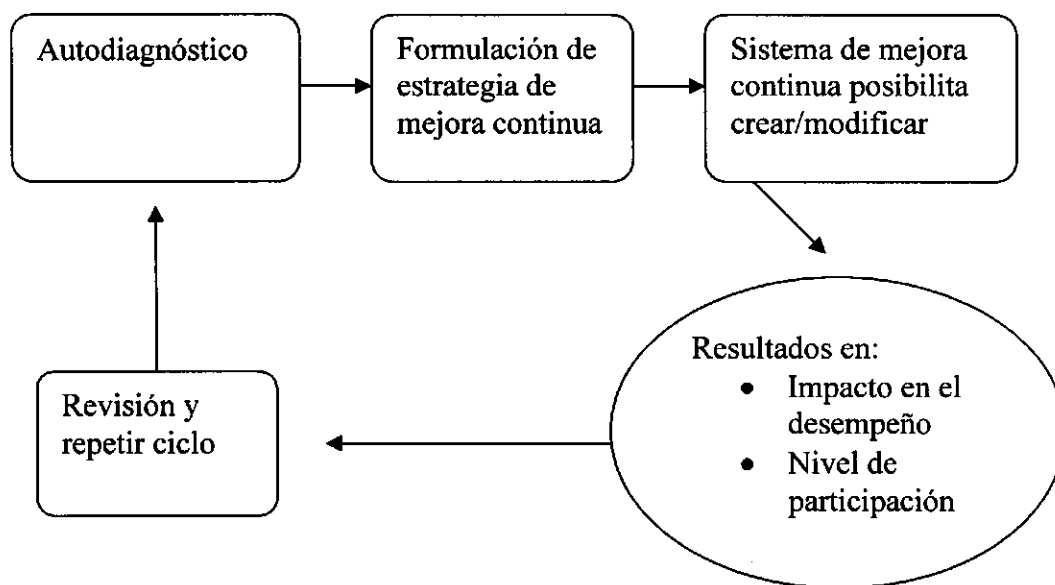 Autodiagnóstico
Formulación de
estrategia de
mejora continua
Sistema de mejora
continua posibilita
crear/modificar
Resultados en:
• Impacto en el
desempeño
• Nivel de
participación
Revisión y
repetir ciclo